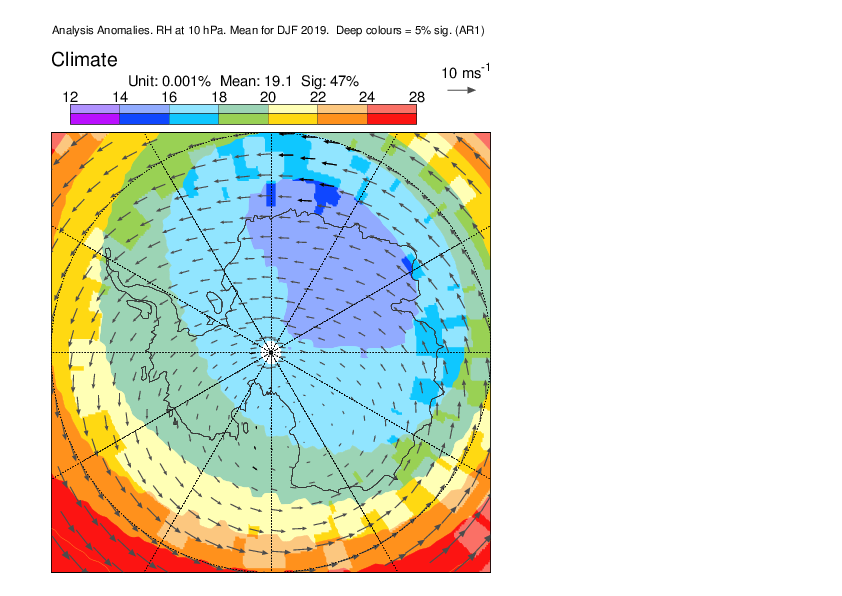 Analysis Anomalies. RH at 10 hPa. Mean for DJF 2019.  Deep colours = 5% sig. (AR1)
Climate
Unit: 0.001%  Mean: 19.1  Sig: 47%
10 ms-1
12 14 16 18 20 22 24 28